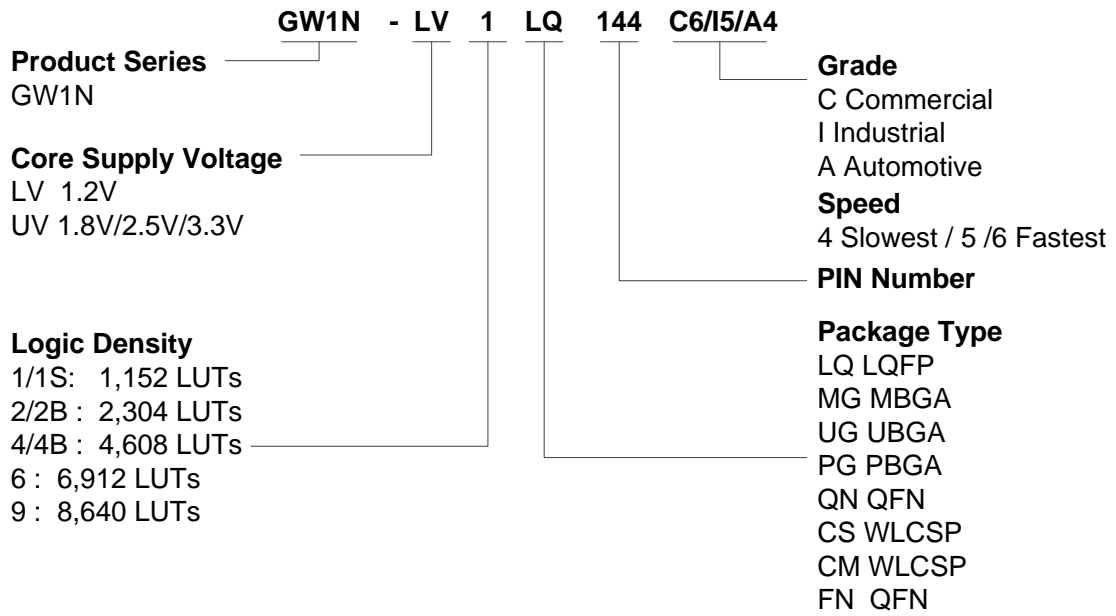 GW1N - LV 1 LQ 144 C6/I5/A4
Product Series
GW1N
Core Supply Voltage
LV 1.2V
UV 1.8V/2.5V/3.3V
Logic Density
1/1S: 1,152 LUTs
2/2B : 2,304 LUTs
4/4B : 4,608 LUTs
6 : 6,912 LUTs
9 : 8,640 LUTs
Grade
C Commercial
I Industrial
A Automotive
Speed
4 Slowest / 5 /6 Fastest
PIN Number
Package Type
LQ LQFP
MG MBGA
UG UBGA
PG PBGA
QN QFN
CS WLCSP
CM WLCSP
FN QFN